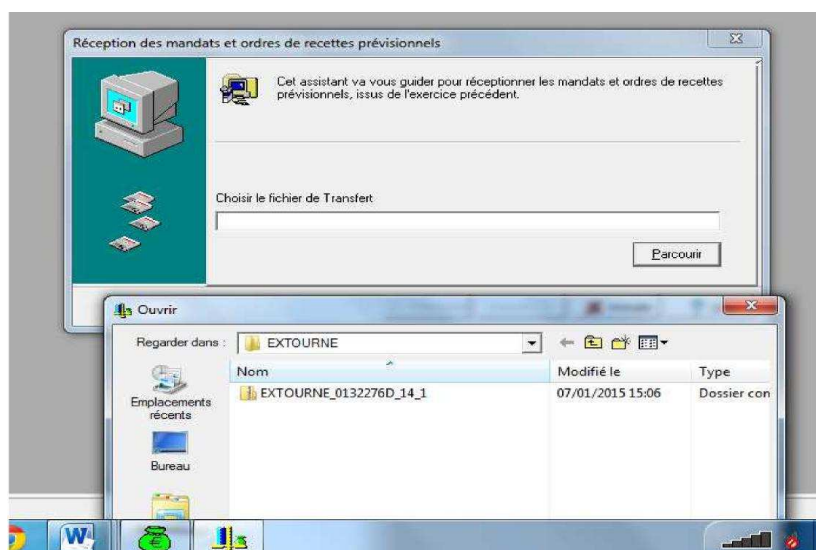 Réception des mandats et ordres de recettes prévisionnels
Cet assistant va vous guider pour réceptionner les mandats et ordres de recettes
prévisionnels, issus de l'exercice précédent.
Choisir le fichier de Transfert
Parcourir
Ouvrir
Regarder dans :
EXTOURNE
Nom
Modifié le
Type
EXTOURNE_0132276D_14_1
07/01/2015 15:06
Dossier con
Emplacements
récents
Bureau
W